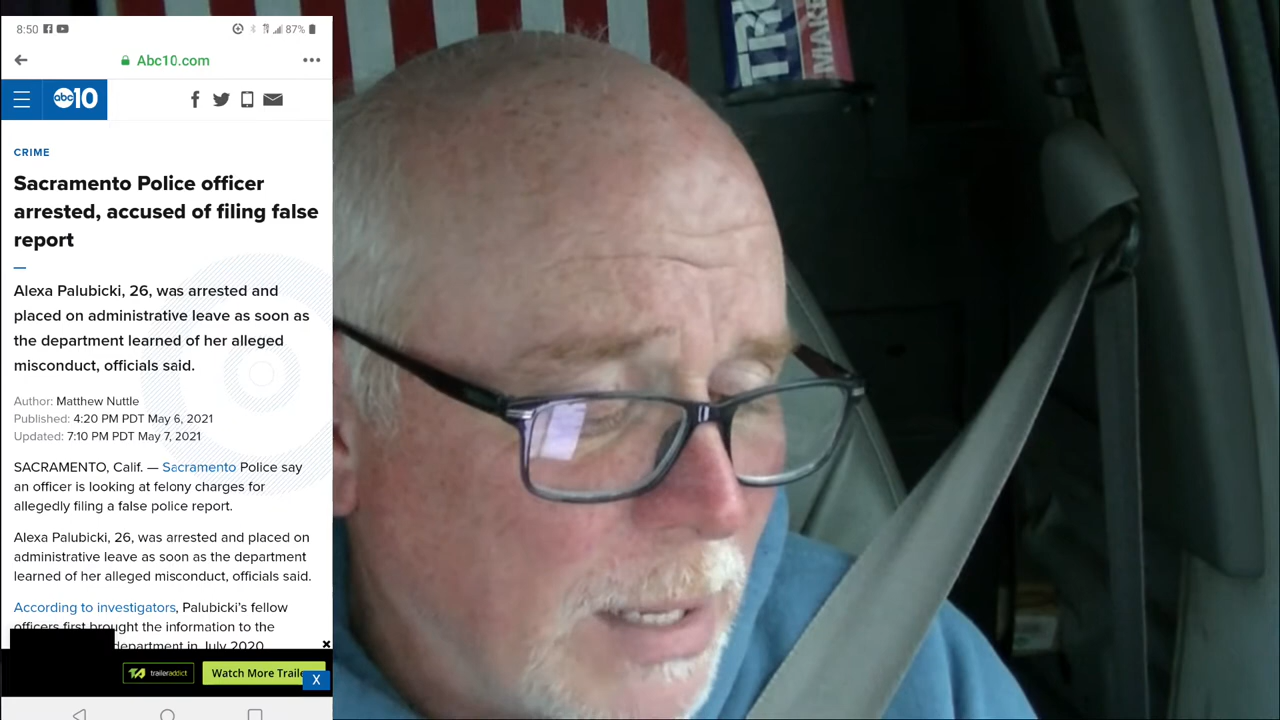 8:50
87%
Abc10.com
abc10
CRIME
Sacramento Police officer
arrested, accused of filing false
report
Alexa Palubicki, 26, was arrested and
placed on administrative leave as soon as
the department learned of her alleged
misconduct, officials said.
Author: Matthew Nuttle
Published: 4:20 PM PDT May 6, 2021
Updated: 7:10 PM PDT May 7, 2021
SACRAMENTO, Calif. — Sacramento Police say
an officer is looking at felony charges for
allegedly filing a false police report.
Alexa Palubicki, 26, was arrested and placed on
administrative leave as soon as the department
learned of her alleged misconduct, officials said.
According to investigators, Palubicki's fellow
officers first brought the information to the
department in July 2020
traileraddict
Watch More
X
MAKE